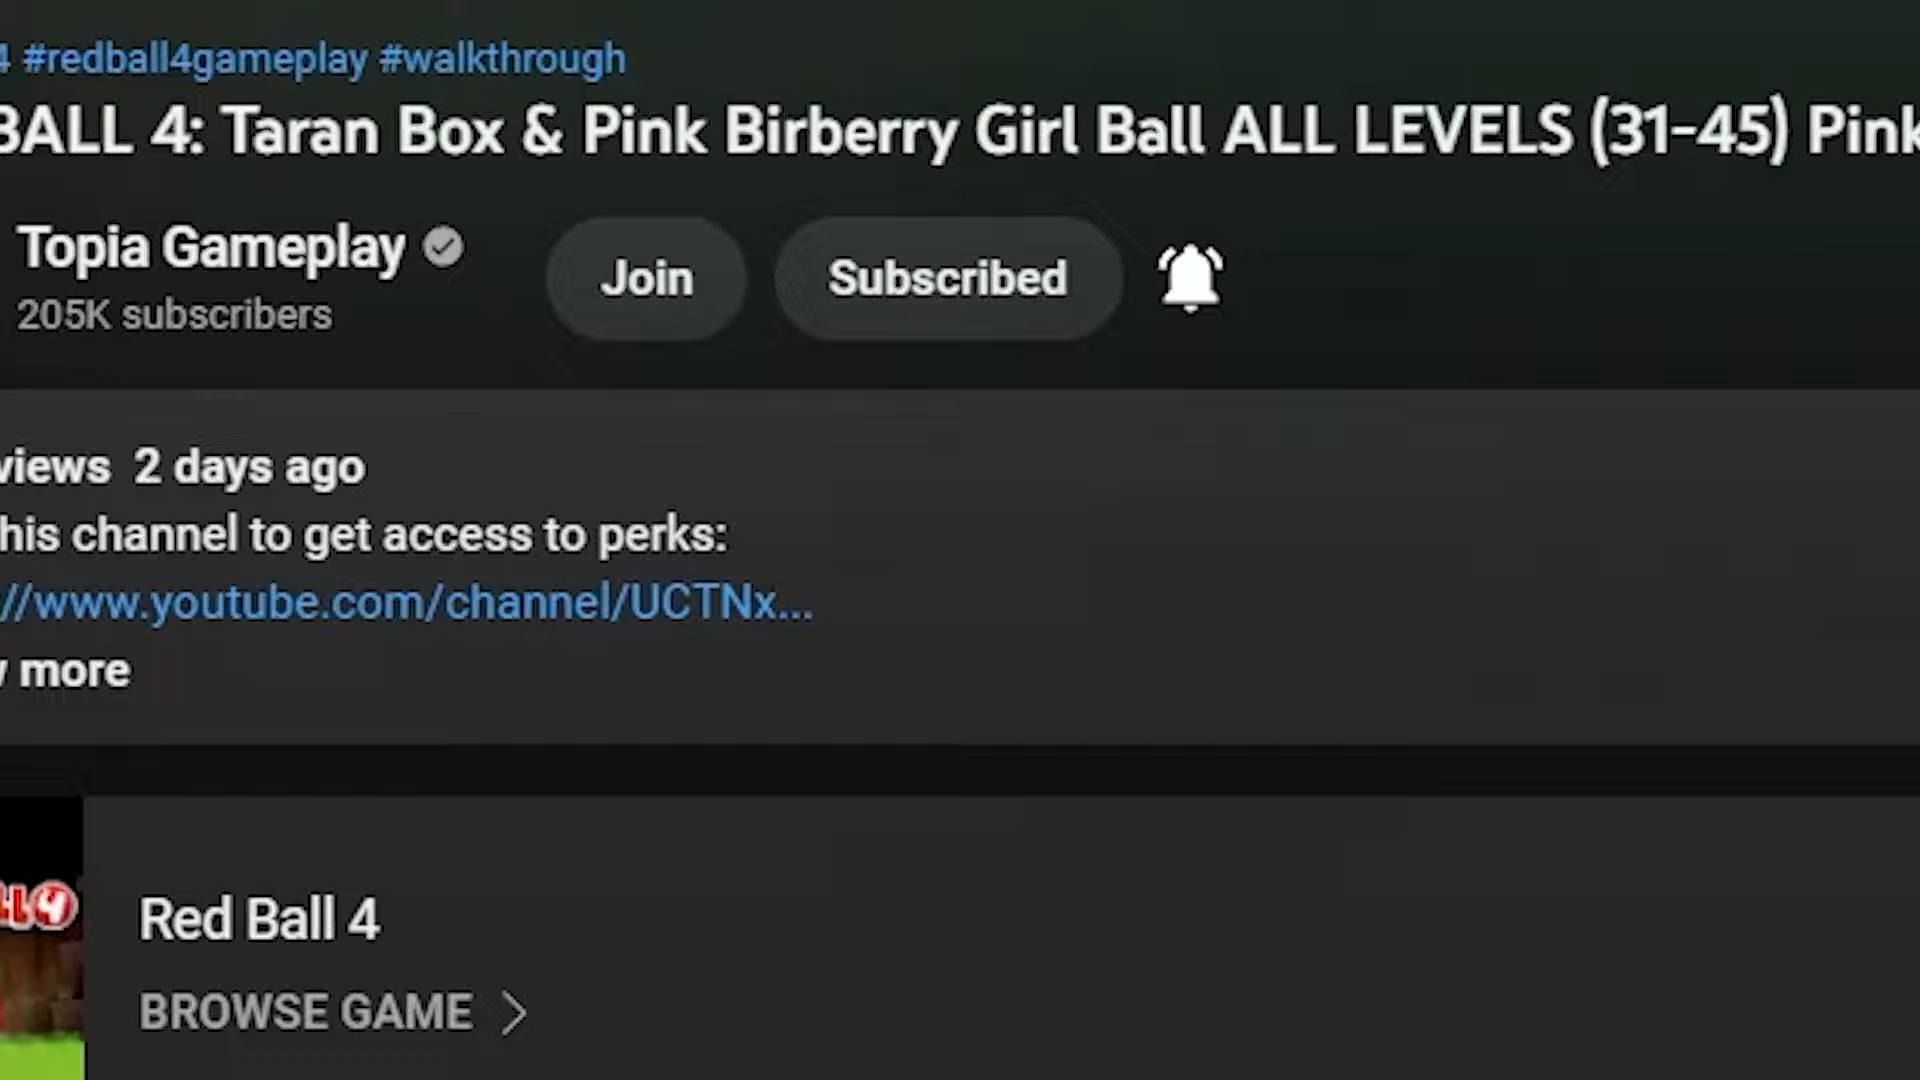 4 #redball4gameplay #walkthrough
BALL 4: Taran Box & Pink Birberry Girl Ball ALL LEVELS (31-45) Pink
Topia Gameplay
205K subscribers
Join
Subscribed
views 2 days ago
his channel to get access to perks:
//www.youtube.com/channel/UCTNx...
w more
LL4
Red Ball 4
BROWSE GAME